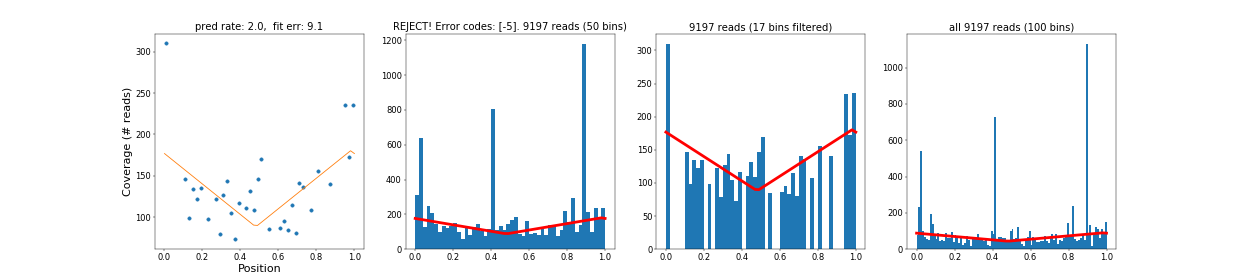 pred rate: 2.0, fit err: 9.1
REJECT! Error codes: [-5]. 9197 reads (50 bins)
9197 reads (17 bins filtered)
all 9197 reads (100 bins)
Coverage (# reads)
300
250
200
150
100
0.0 0.2 0.4 0.6 0.8 1.0
Position
1200
1000
800
600
400
200
0
0.0 0.2 0.4 0.6 0.8 1.0
300
250
200
150
100
50
0
0.0 0.2 0.4 0.6 0.8 1.0
1000
800
600
400
200
0
0.0 0.2 0.4 0.6 0.8 1.0